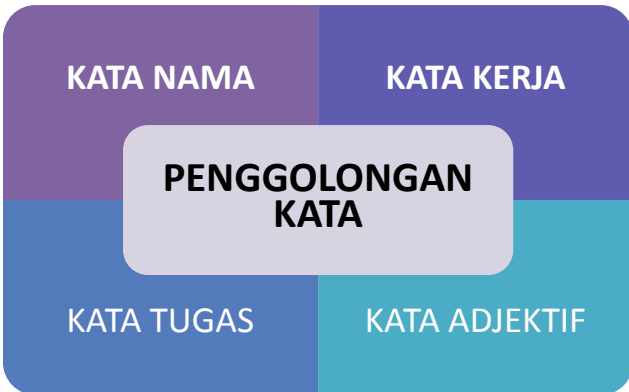 KATA NAMA
KATA KERJA
PENGGOLONGAN
KATA
KATA TUGAS
KATA ADJEKTIF